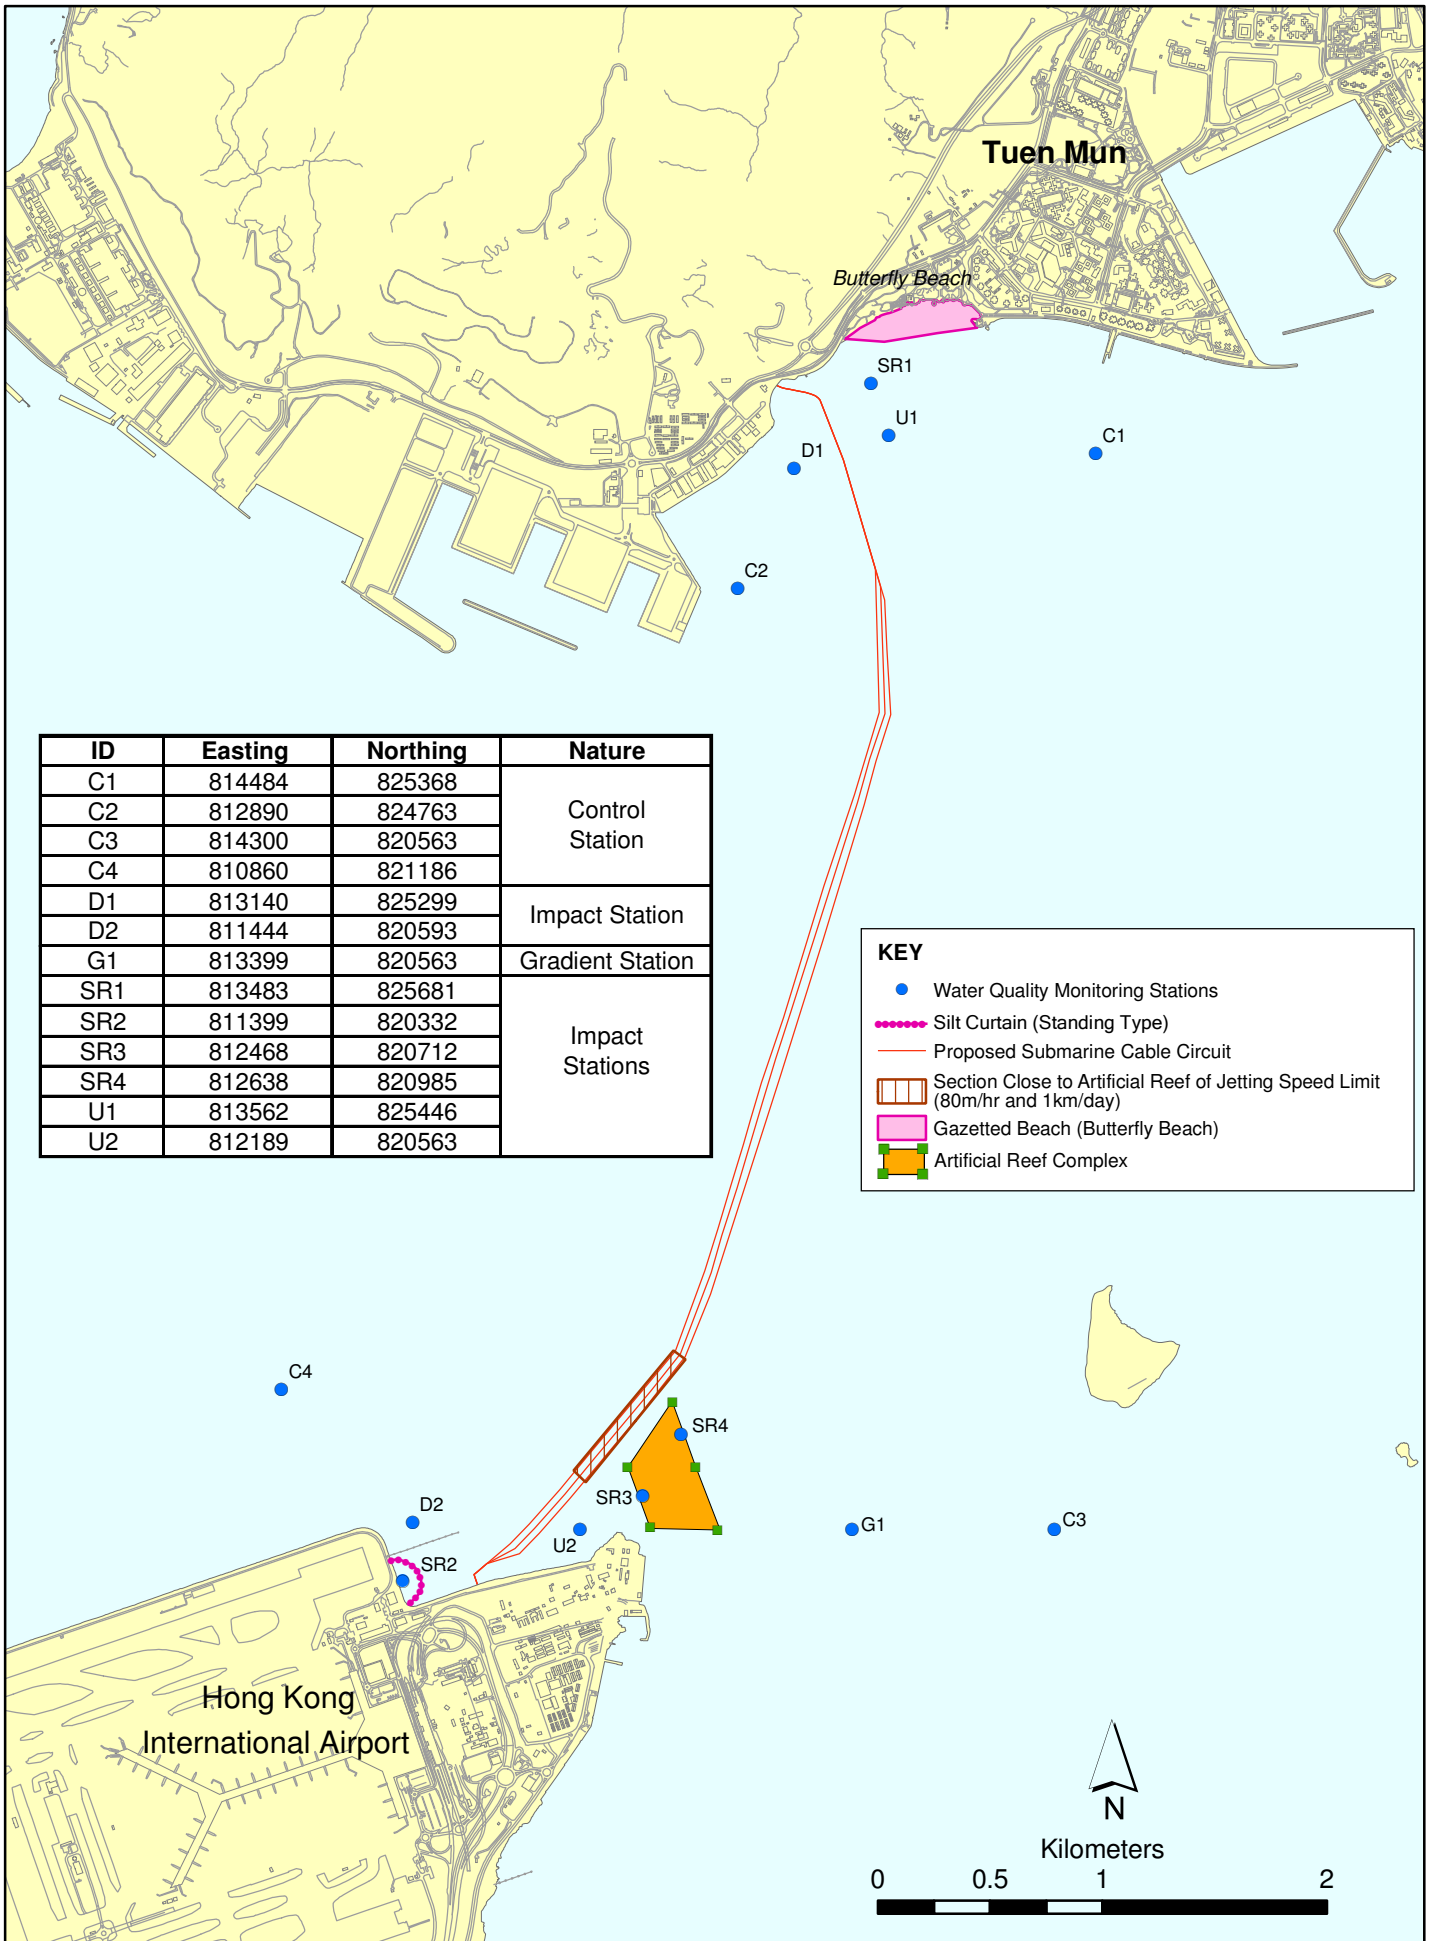 Tuen Mun
Butterfly Beach
SR1
U1
C1
D1
C2
ID Easting Northing Nature
C1 814484 825368 Control Station
C2 812890 824763
C3 814300 820563
C4 810860 821186
D1 813140 825299 Impact Station
D2 811444 820593
G1 813399 820563 Gradient Station
SR1 813483 825681 Impact Stations
SR2 811399 820332
SR3 812468 820712
SR4 812638 820985
U1 813562 825446
U2 812189 820563
KEY
Water Quality Monitoring Stations
Silt Curtain (Standing Type)
Proposed Submarine Cable Circuit
Section Close to Artificial Reef of Jetting Speed Limit
(80m/hr and 1km/day)
Gazetted Beach (Butterfly Beach)
Artificial Reef Complex
C4
SR4
SR3
D2
U2
G1
C3
SR2
Hong Kong
International Airport
N
Kilometers
0 0.5 1 2